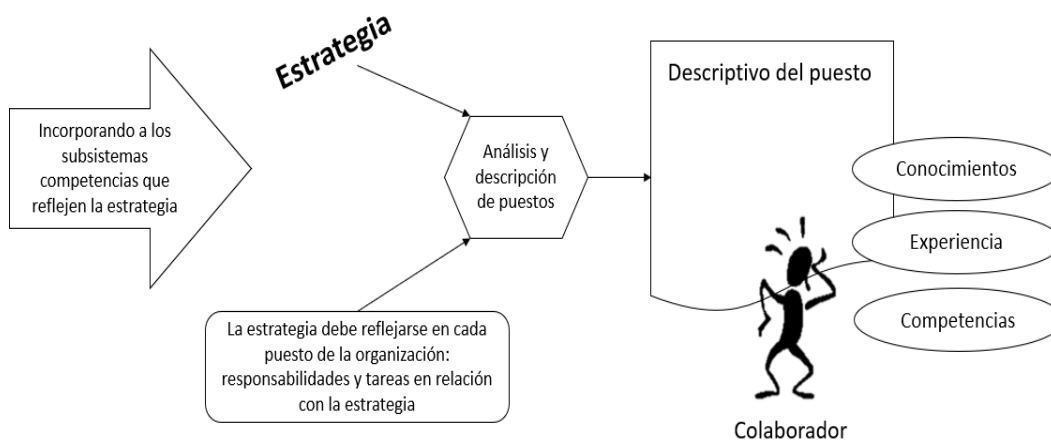 Incorporando a los
subsistemas
competencias que
reflejen la estrategia
Estrategia
Análisis y
descripción
de puestos
La estrategia debe reflejarse en cada
puesto de la organización:
responsabilidades y tareas en relación
con la estrategia
Descriptivo del puesto
Conocimientos
Experiencia
Competencias
Colaborador